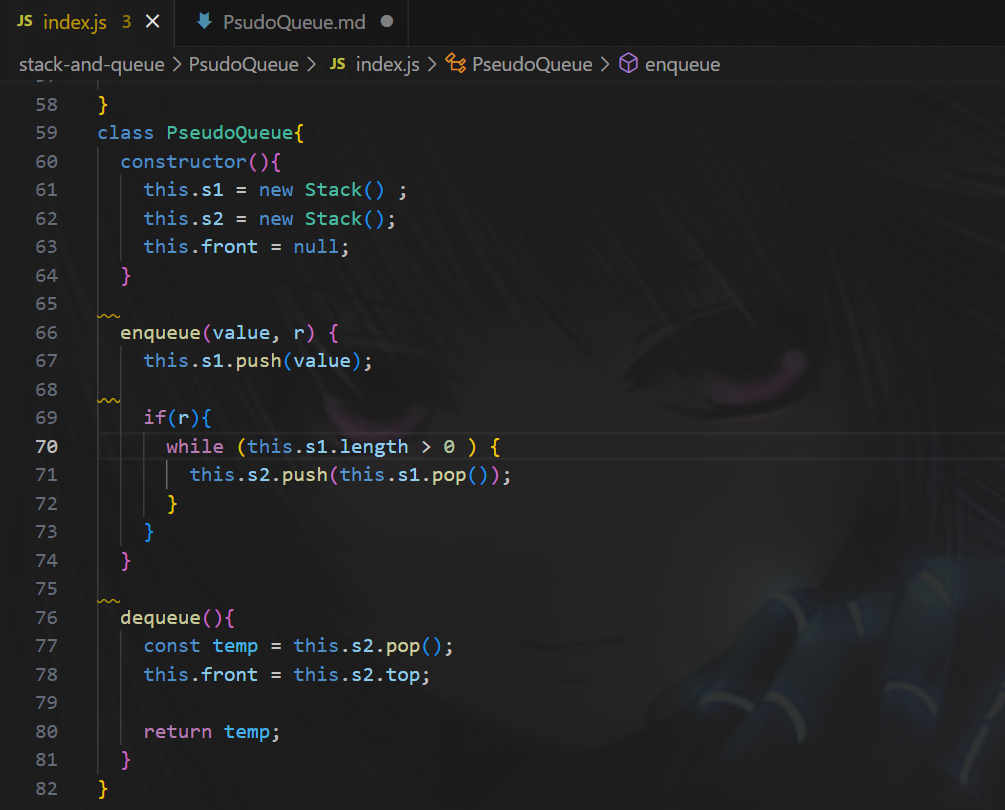 JS index.js 3 × PsudoQueue.md
stack-and-queue > PsudoQueue > JS index.js > PseudoQueue > enqueue
58 }
59 class PseudoQueue{
60   constructor(){
61     this.s1 = new Stack() ;
62     this.s2 = new Stack();
63     this.front = null;
64   }
65
66   enqueue(value, r) {
67     this.s1.push(value);
68
69     if(r){
70       while (this.s1.length > 0 ) {
71         this.s2.push(this.s1.pop());
72       }
73     }
74   }
75
76   dequeue(){
77     const temp = this.s2.pop();
78     this.front = this.s2.top;
79
80     return temp;
81   }
82 }